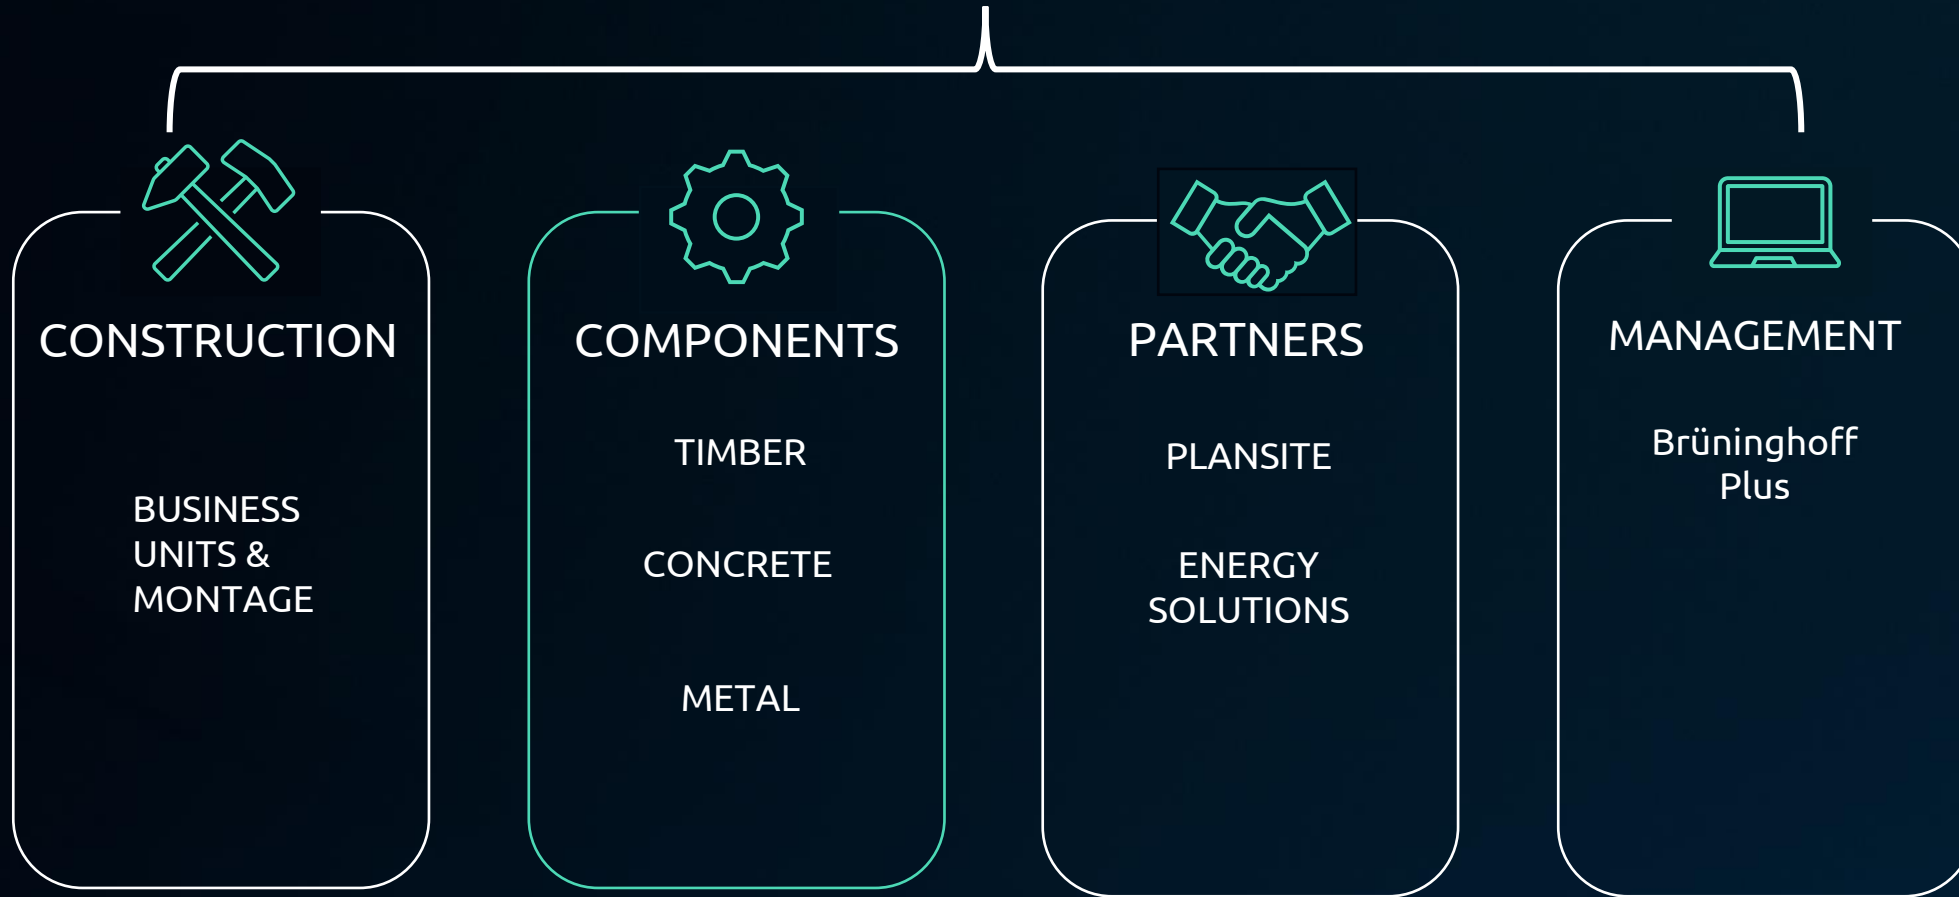 CONSTRUCTION
BUSINESS
UNITS &
MONTAGE
COMPONENTS
TIMBER
CONCRETE
METAL
PARTNERS
PLANSITE
ENERGY
SOLUTIONS
MANAGEMENT
Brüninghoff
Plus